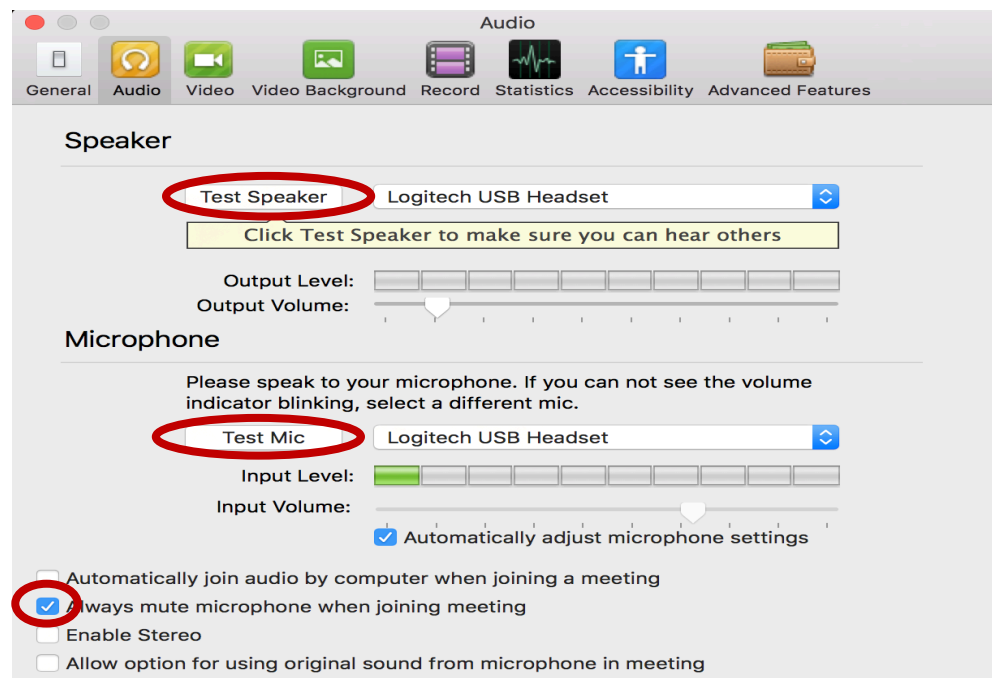 Audio
General Audio Video Video Background Record Statistics Accessibility Advanced Features
Speaker
Test Speaker Logitech USB Headset
Click Test Speaker to make sure you can hear others
Output Level:
Output Volume:
Microphone
Please speak to your microphone. If you can not see the volume
indicator blinking, select a different mic.
Test Mic Logitech USB Headset
Input Level:
Input Volume:
Automatically adjust microphone settings
Automatically join audio by computer when joining a meeting
Always mute microphone when joining meeting
Enable Stereo
Allow option for using original sound from microphone in meeting